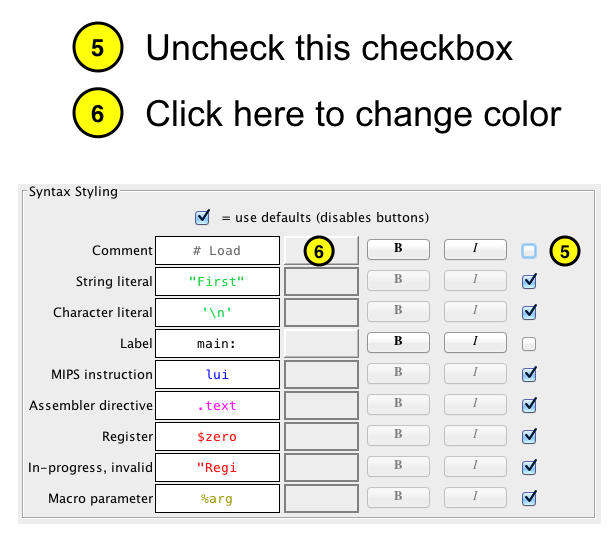 5 Uncheck this checkbox
6 Click here to change color
Syntax Styling
= use defaults (disables buttons)
Comment # Load 6 B I 5
String literal "First" B I
Character literal '\n' B I
Label main: B I
MIPS instruction lui B I
Assembler directive .text B I
Register $zero B I
In-progress, invalid "Regi B I
Macro parameter %arg B I